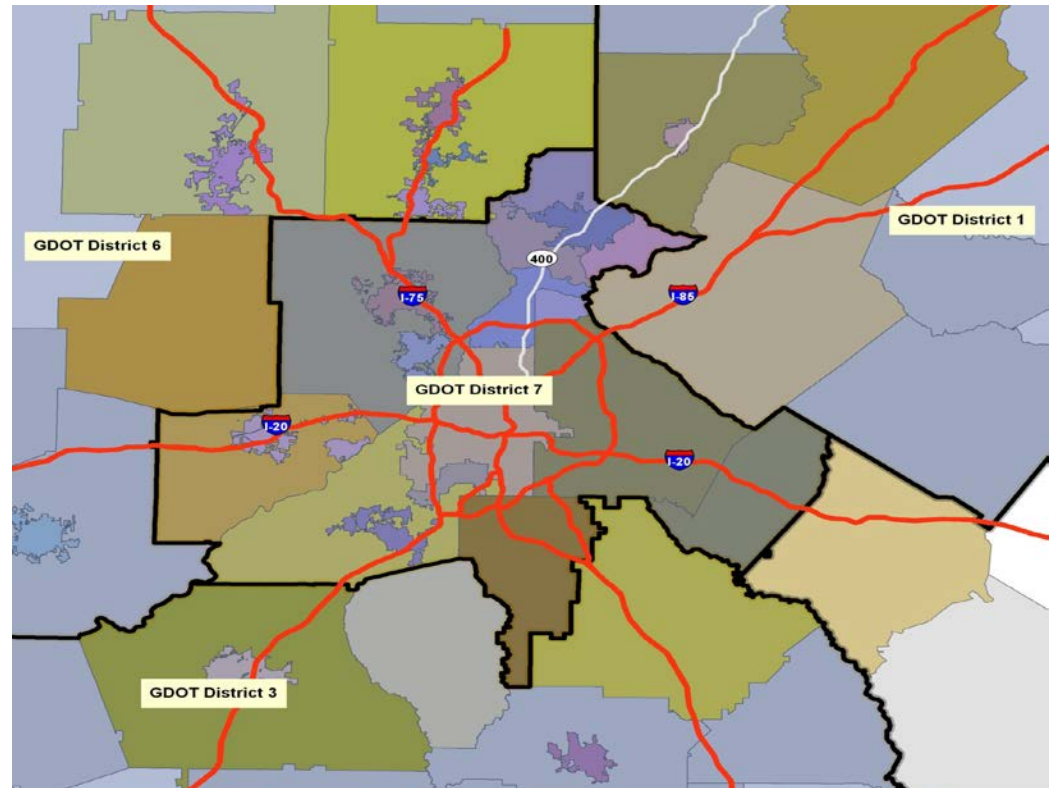 GDOT District 1
GDOT District 6
400
I-75
I-85
GDOT District 7
I-20
I-20
GDOT District 3